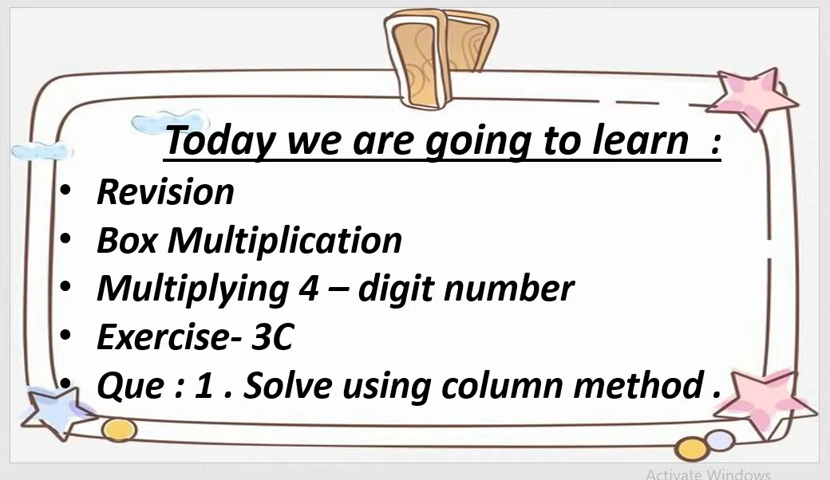 Today we are going to learn :
• Revision
• Box Multiplication
• Multiplying 4 – digit number
• Exercise- 3C
• Que : 1 . Solve using column method .
Activate Windows